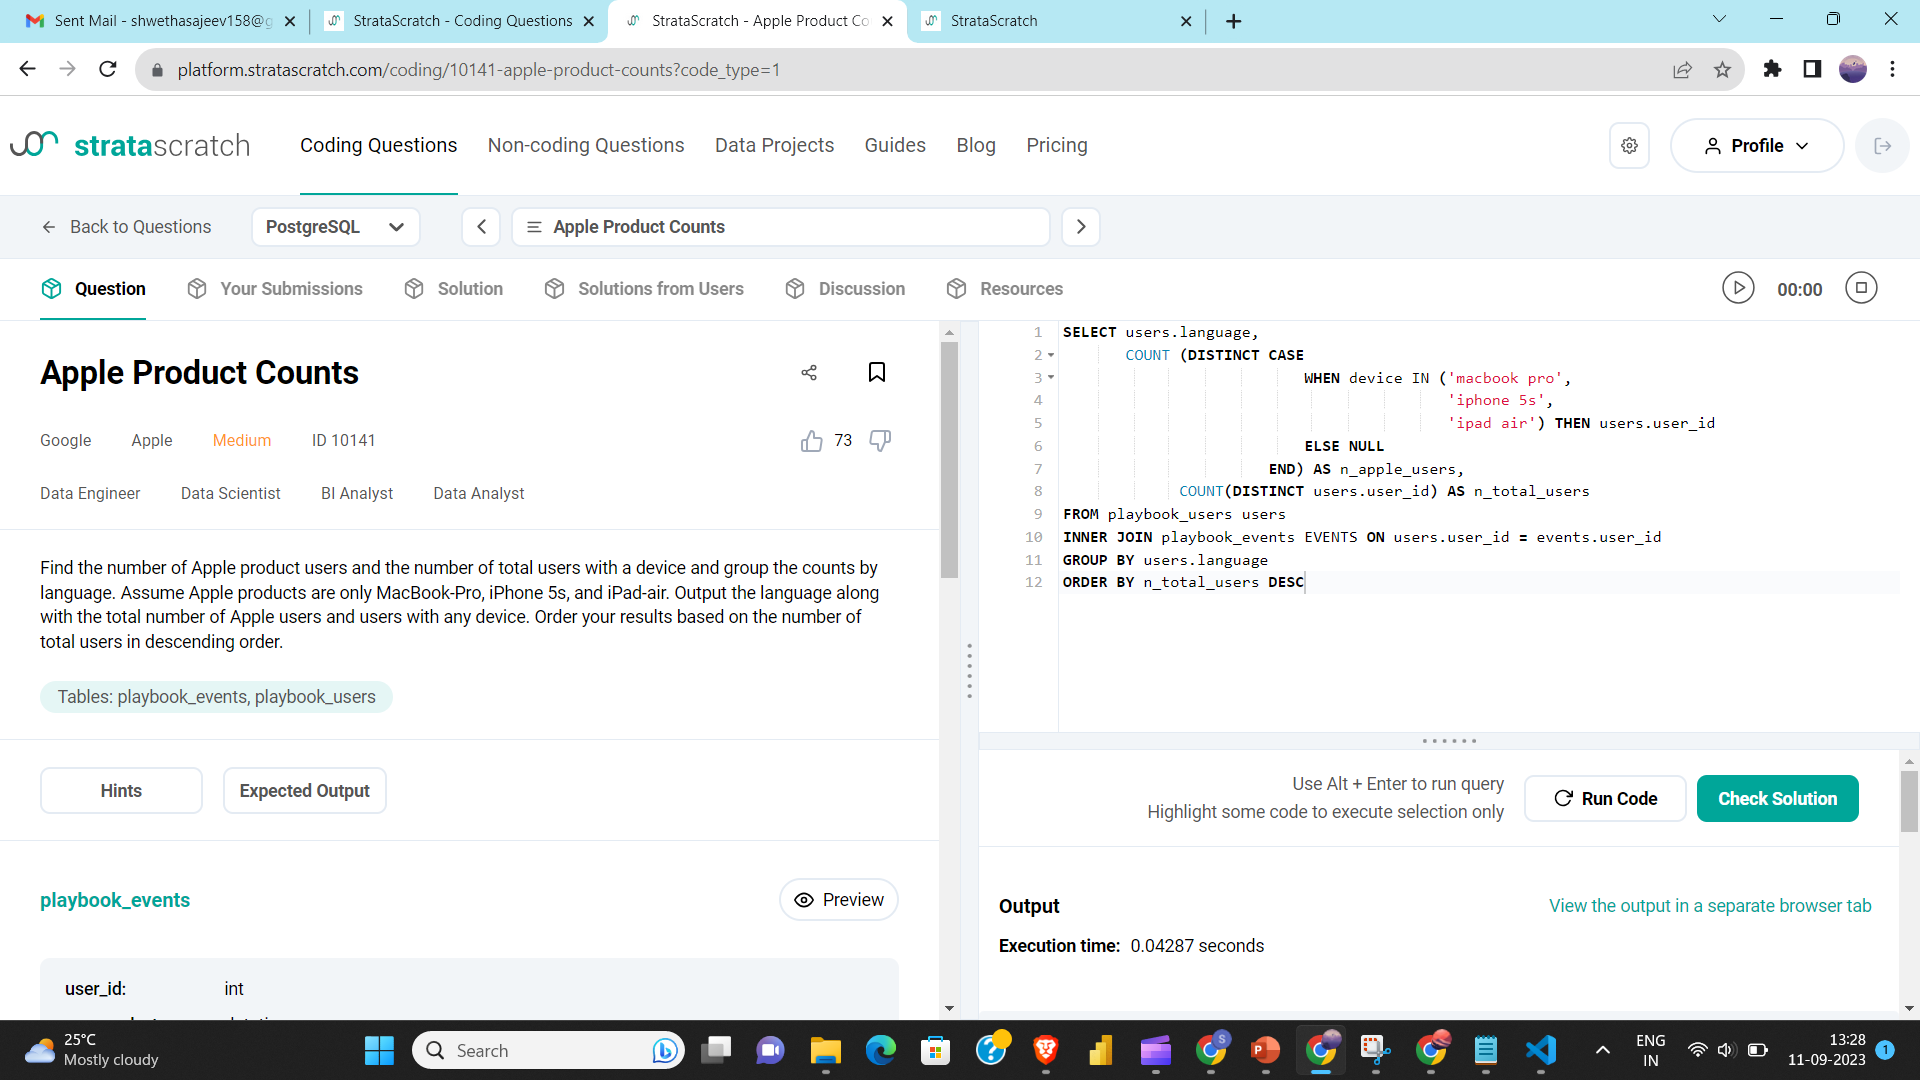 Sent Mail - shwethasajeev158@g
StrataScratch - Coding Questions
StrataScratch - Apple Product Co
StrataScratch
platform.stratascratch.com/coding/10141-apple-product-counts?code_type=1
stratascratch
Coding Questions
Non-coding Questions
Data Projects
Guides
Blog
Pricing
Profile
Back to Questions
PostgreSQL
Apple Product Counts
Question
Your Submissions
Solution
Solutions from Users
Discussion
Resources
00:00
Apple Product Counts
Google
Apple
Medium
ID 10141
73
Data Engineer
Data Scientist
BI Analyst
Data Analyst
Find the number of Apple product users and the number of total users with a device and group the counts by
language. Assume Apple products are only MacBook-Pro, iPhone 5s, and iPad-air. Output the language along
with the total number of Apple users and users with any device. Order your results based on the number of
total users in descending order.
Tables: playbook_events, playbook_users
Hints
Expected Output
playbook_events
Preview
user_id: int
1 SELECT users.language,
2 COUNT (DISTINCT CASE
3 WHEN device IN ('macbook pro',
4 'iphone 5s',
5 'ipad air') THEN users.user_id
6 ELSE NULL
7 END) AS n_apple_users,
8 COUNT(DISTINCT users.user_id) AS n_total_users
9 FROM playbook_users users
10 INNER JOIN playbook_events EVENTS ON users.user_id = events.user_id
11 GROUP BY users.language
12 ORDER BY n_total_users DESC
Use Alt + Enter to run query
Highlight some code to execute selection only
Run Code
Check Solution
Output
View the output in a separate browser tab
Execution time: 0.04287 seconds
25°C
Mostly cloudy
Search
ENG
IN
13:28
11-09-2023
1